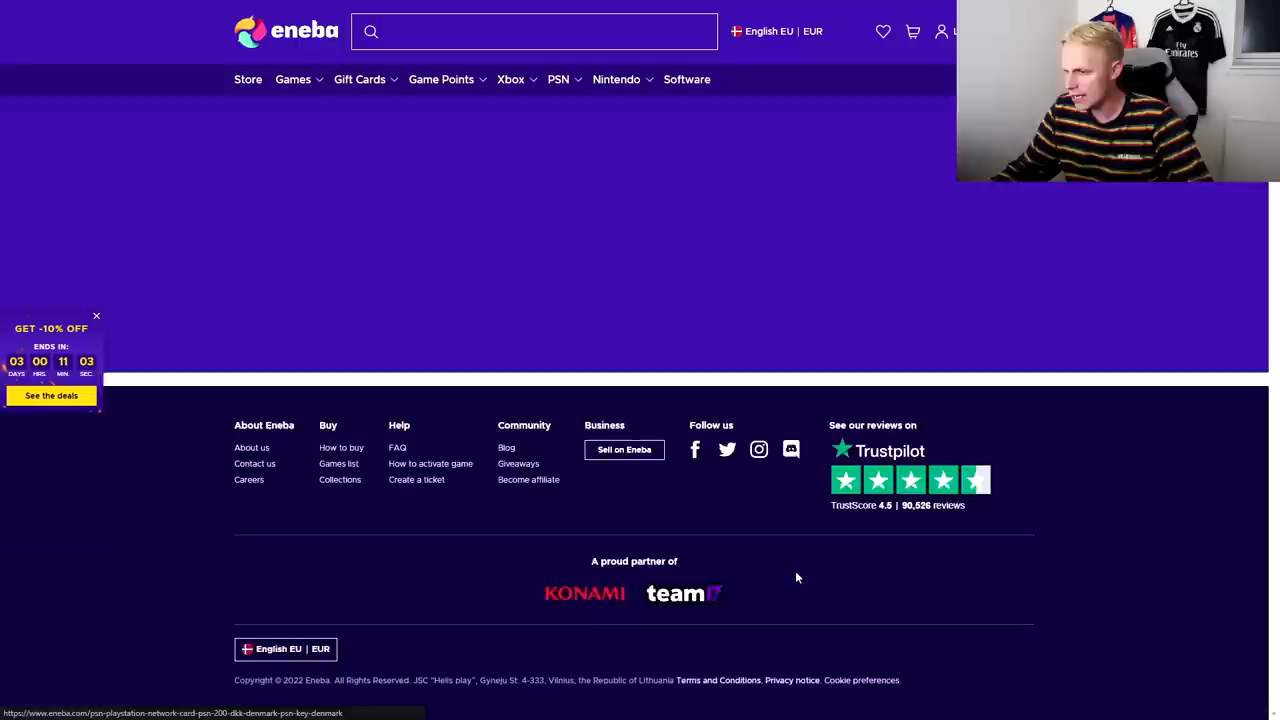 eneba
English EU | EUR
L
Store Games Gift Cards Game Points Xbox PSN Nintendo Software
Fly
Emirates
GET -10% OFF
ENDS IN:
03 00 11 03
DAYS HRS. MIN. SEC.
See the deals
About Eneba Buy Help Community Business Follow us See our reviews on
About us How to buy FAQ Blog Sell on Eneba Trustpilot
Contact us Games list How to activate game Giveaways
Careers Collections Create a ticket Become affiliate
TrustScore 4.5 | 90,526 reviews
A proud partner of
KONAMI team17
English EU | EUR
Copyright © 2022 Eneba. All Rights Reserved. JSC "Helis play", Gyneju St. 4-333, Vilnius, the Republic of Lithuania Terms and Conditions, Privacy notice, Cookie preferences.
https://www.eneba.com/psn-playstation-network-card-psn-200-dkk-denmark-psn-key-denmark